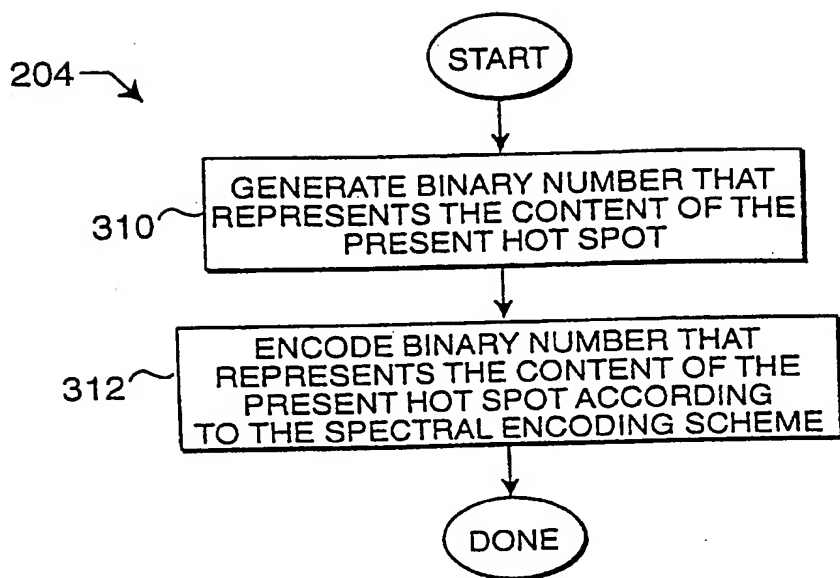 START
204
GENERATE BINARY NUMBER THAT
REPRESENTS THE CONTENT OF THE
PRESENT HOT SPOT.
310
ENCODE BINARY NUMBER THAT
REPRESENTS THE CONTENT OF THE
PRESENT HOT SPOT ACCORDING
TO THE SPECTRAL ENCODING SCHEME
312
DONE